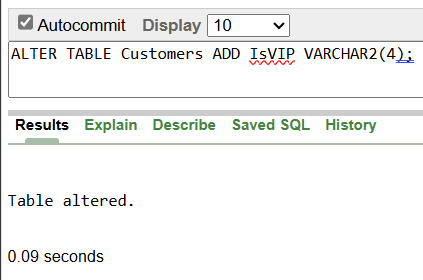 Autocommit Display 10
ALTER TABLE Customers ADD IsVIP VARCHAR2(4);
Results Explain Describe Saved SQL History
Table altered.
0.09 seconds